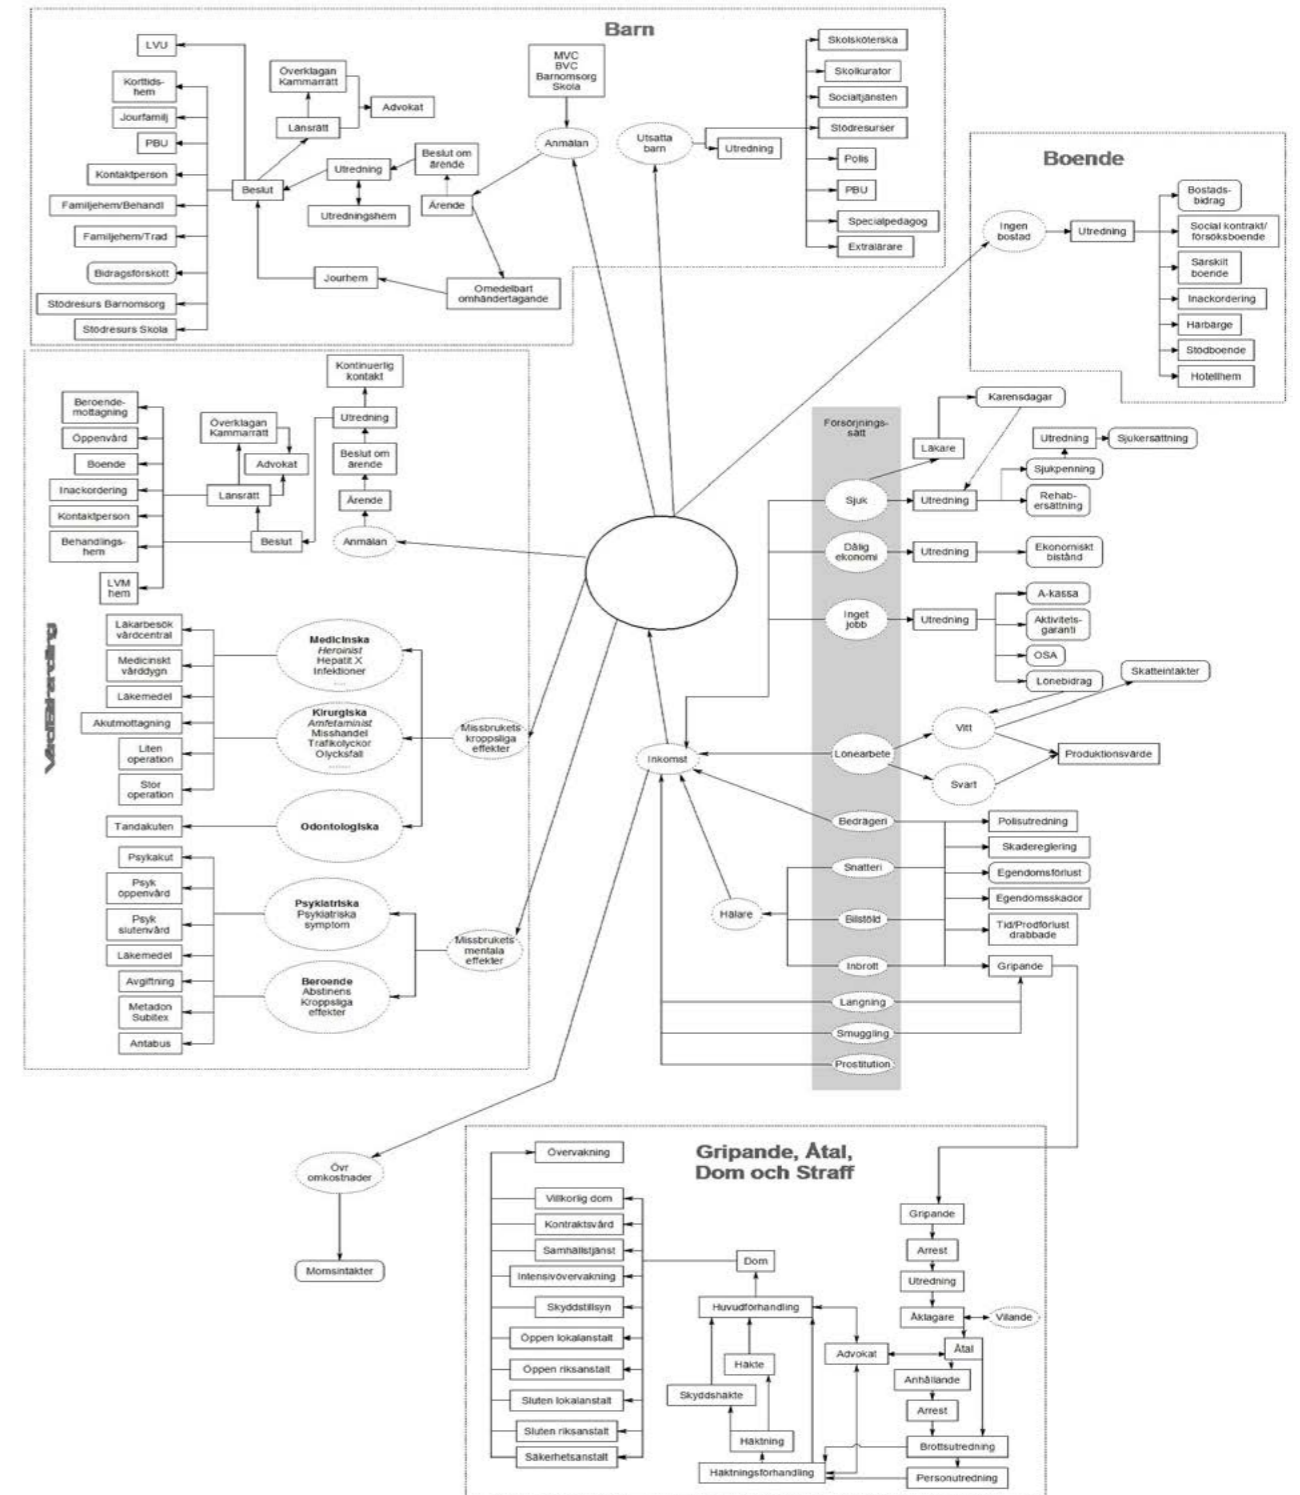 Barn
LVU
Korttids-
hem
Jourfamilj
PBU
Kontaktperson
Familjehem/Behandl
Familjehem/Trad
Bidragsförskott
Stödresurs Barnomsorg
Stödresurs Skola
Överklagan
Kammarrätt
Advokat
Länsrätt
Beslut
Utredning
Utredningshem
Beslut om
ärende
Ärende
Jourhem
Omedelbart
omhändertagande
MVC
BVC
Barnomsorg
Skola
Anmälan
Utsatta
barn
Utredning
Skolsköterska
Skolkurator
Socialtjänsten
Stödresurser
Polis
PBU
Specialpedagog
Extralärare
Boende
Ingen
bostad
Utredning
Bostads-
bidrag
Social kontrakt/
försöksboende
Särskilt
boende
Inackordering
Härbärge
Stödboende
Hotellhem
Kontinuerlig
kontakt
Utredning
Beslut om
ärende
Ärende
Anmälan
Beroende-
mottagning
Öppenvård
Boende
Inackordering
Kontaktperson
Behandlings-
hem
LVM
hem
Överklagan
Kammarrätt
Advokat
Länsrätt
Beslut
Läkarbesök
vårdcentral
Medicinskt
vårddygn
Läkemedel
Akutmottagning
Liten
operation
Stor
operation
Tandakuten
Psykakut
Psyk
öppenvård
Psyk
slutenvård
Läkemedel
Avgiftning
Metadon
Subitex
Antabus
Medicinska
Heroinist
Hepatit X
Infektioner
....
Kirurgiska
Amfetaminist
Misshandel
Trafikolyckor
Olycksfall
.......
Odontologiska
Psykiatriska
Psykiatriska
symptom
Beroende
Abstinens
Kroppsliga
effekter
Missbrukets
kroppsliga
effekter
Missbrukets
mentala
effekter
Försörjnings-
sätt
Sjuk
Dålig
ekonomi
Inget
jobb
Lönearbete
Bedrägeri
Snatteri
Bilstöld
Inbrott
Langning
Smuggling
Prostitution
Läkare
Karensdagar
Utredning
Utredning
Sjukersättning
Sjukpenning
Rehab-
ersättning
Utredning
Ekonomiskt
bistånd
Utredning
A-kassa
Aktivitets-
garanti
OSA
Lönebidrag
Skatteintäkter
Vitt
Svart
Produktionsvärde
Inkomst
Hälare
Polisutredning
Skadereglering
Egendomsförlust
Egendomsskador
Tid/Prodförlust
drabbade
Gripande
Övr
omkostnader
Momsintäkter
Gripande, Åtal,
Dom och Straff
Övervakning
Villkorlig dom
Kontraktsvård
Samhällstjänst
Intensivövervakning
Skyddstillsyn
Öppen lokalanstalt
Öppen riksanstalt
Sluten lokalanstalt
Sluten riksanstalt
Säkerhetsanstalt
Dom
Huvudförhandling
Häkte
Skyddshäkte
Häktning
Häktningsförhandling
Advokat
Gripande
Arrest
Utredning
Åklagare
Vilande
Åtal
Anhållande
Arrest
Brottsutredning
Personutredning